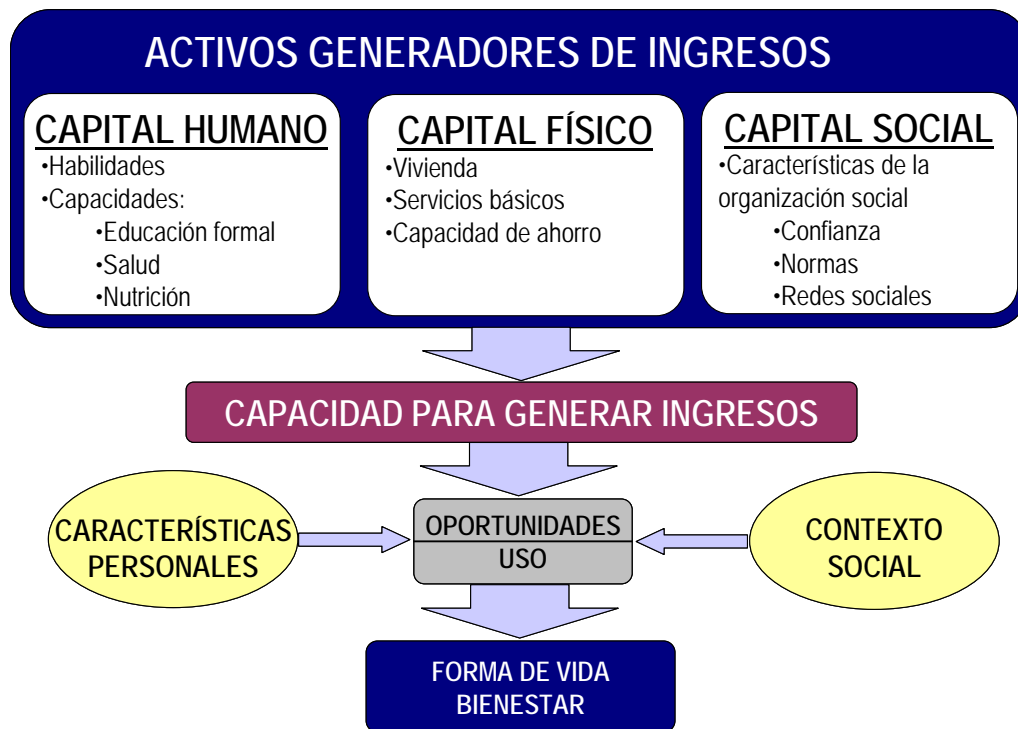 ACTIVOS GENERADORES DE INGRESOS
CAPITAL HUMANO
•Habilidades
•Capacidades:
•Educación formal
•Salud
•Nutrición
CAPITAL FÍSICO
•Vivienda
•Servicios básicos
•Capacidad de ahorro
CAPITAL SOCIAL
•Características de la
organización social
•Confianza
•Normas
•Redes sociales
CAPACIDAD PARA GENERAR INGRESOS
CARACTERÍSTICAS
PERSONALES
OPORTUNIDADES
USO
CONTEXTO
SOCIAL
FORMA DE VIDA
BIENESTAR